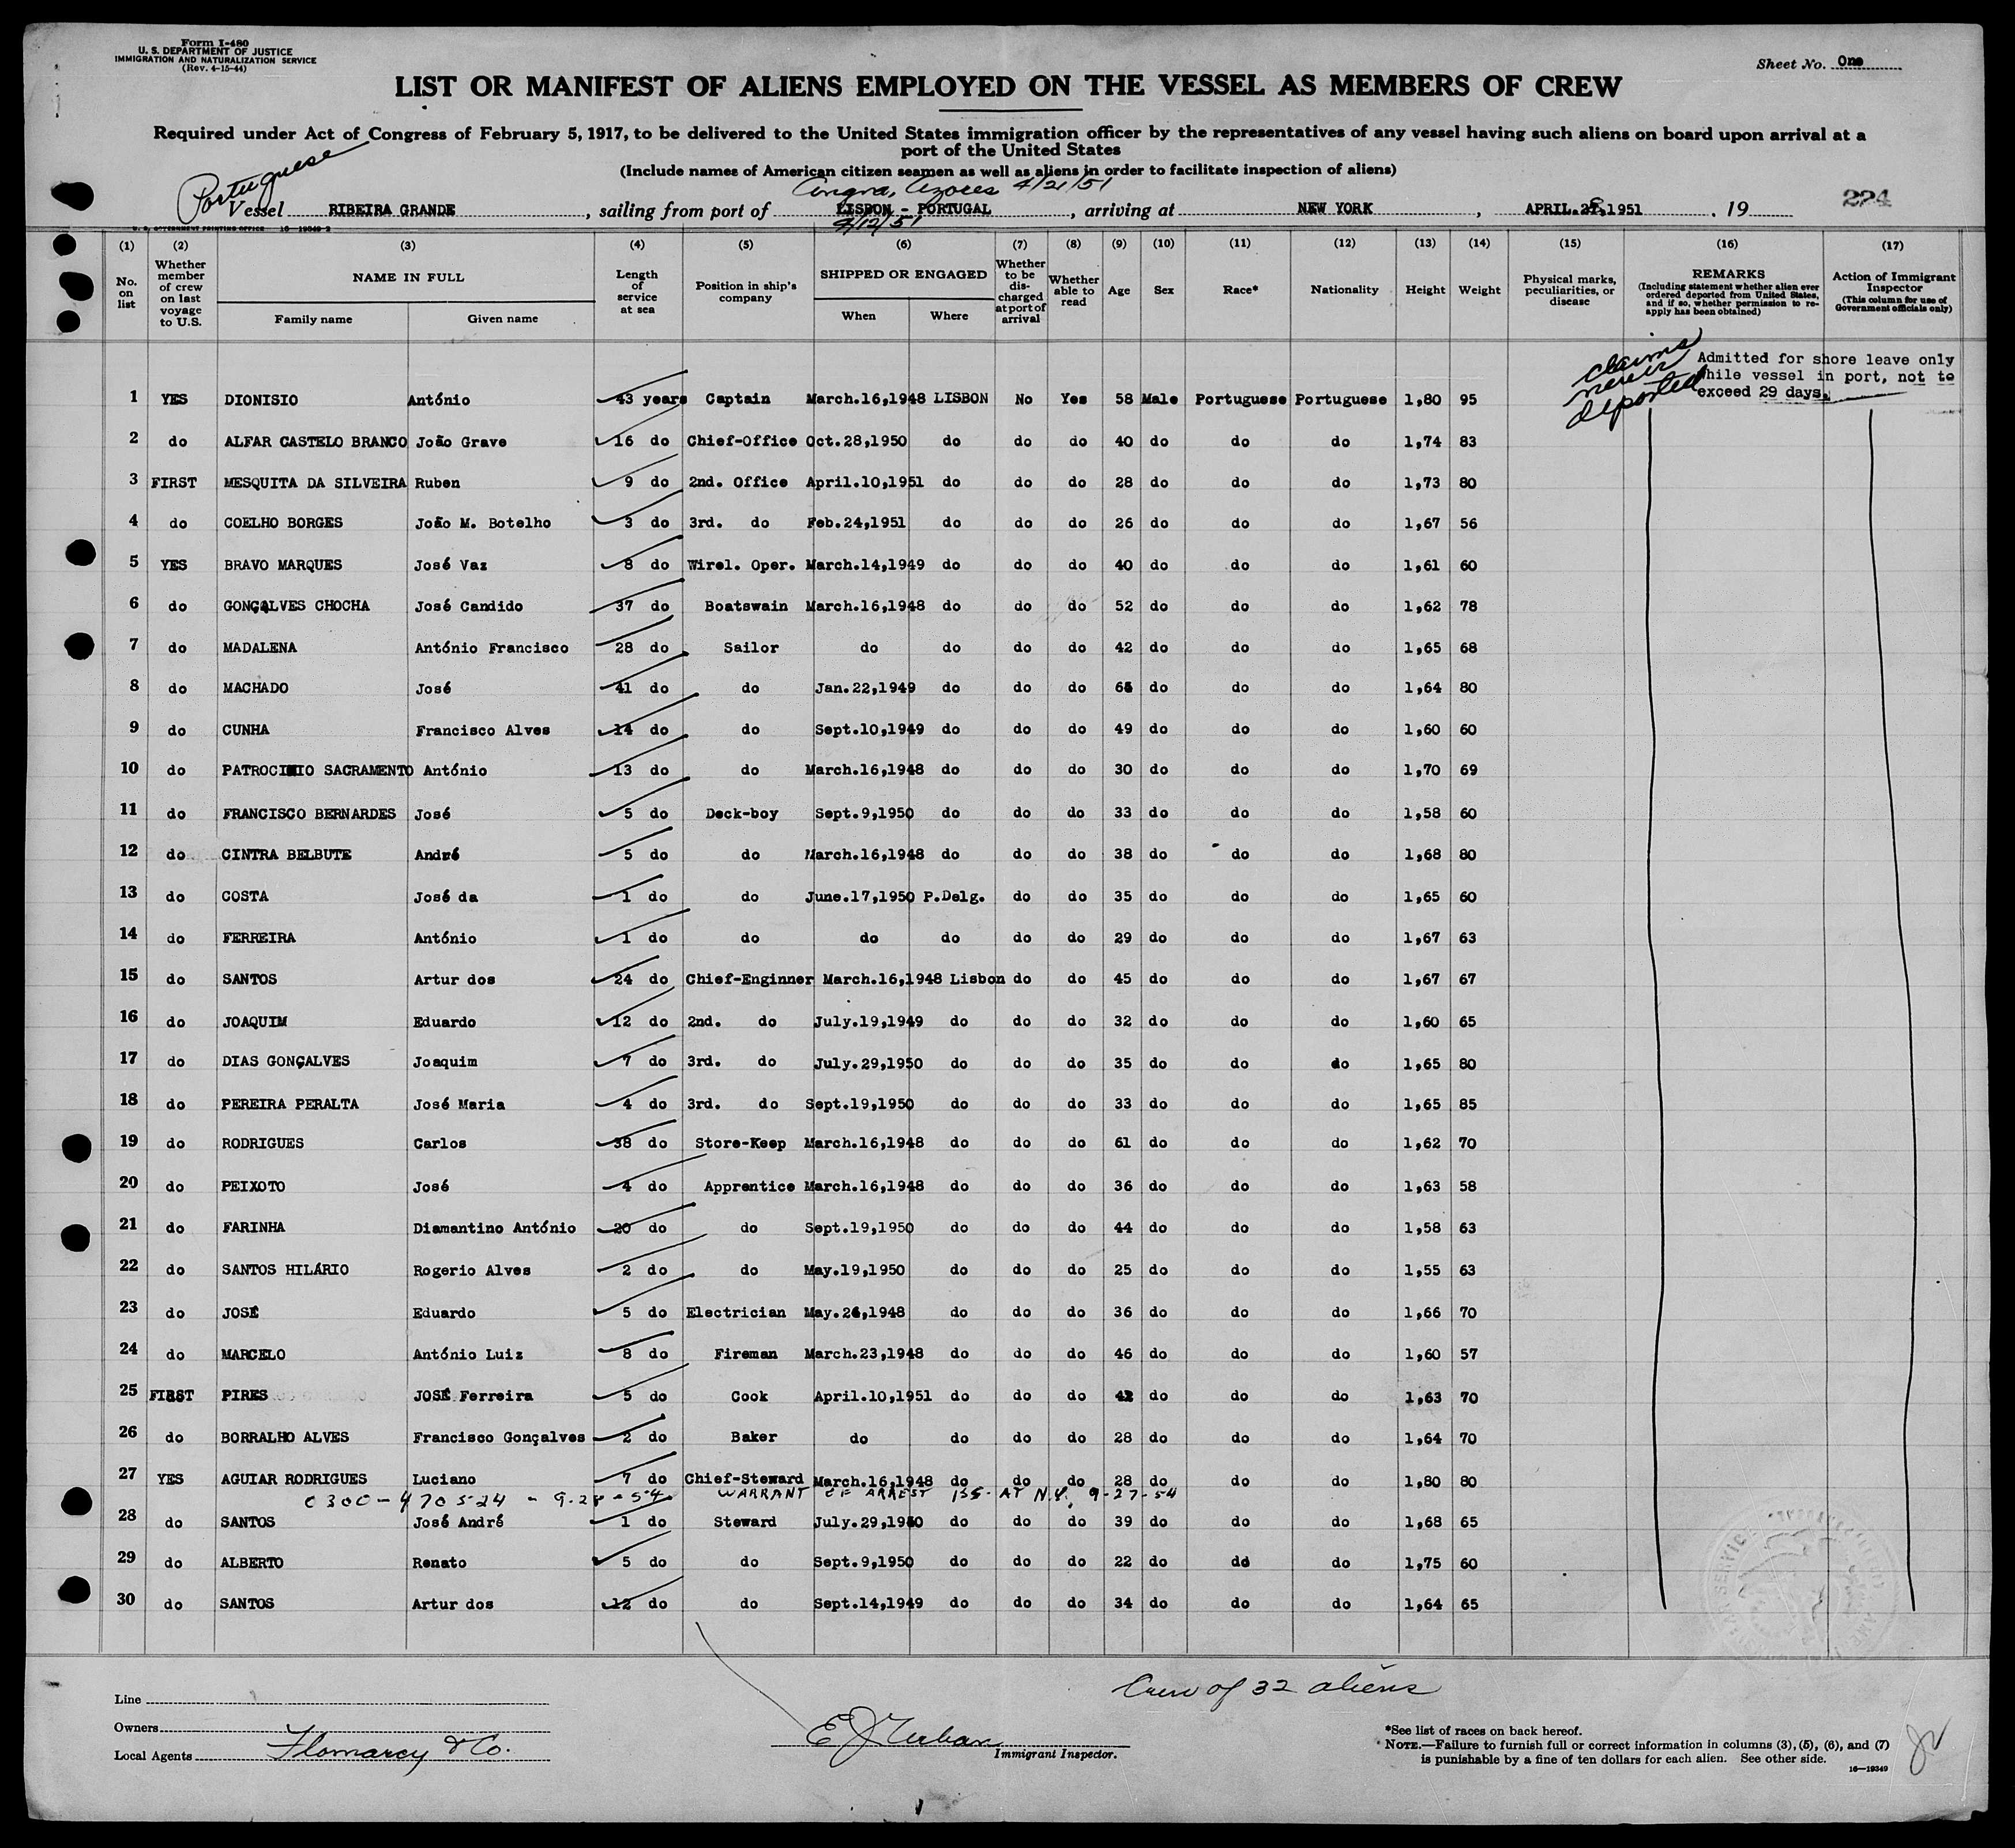 Form I-480
U. S. DEPARTMENT OF JUSTICE
IMMIGRATION AND NATURALIZATION SERVICE
(Rev. 4-15-44)
Sheet No. One
LIST OR MANIFEST OF ALIENS EMPLOYED ON THE VESSEL AS MEMBERS OF CREW
Required under Act of Congress of February 5, 1917, to be delivered to the United States immigration officer by the representatives of any vessel having such aliens on board upon arrival at a
port of the United States
(Include names of American citizen seamen as well as aliens in order to facilitate inspection of aliens)
Portuguese
Angra, Azores 4/21/51
Vessel RIBEIRA GRANDE, sailing from port of LISBON - PORTUGAL, arriving at NEW YORK, APRIL. 1951, 19
224
4/12/51
U. S. GOVERNMENT PRINTING OFFICE 16-19349-2
(1) (2) (3) (4) (5) (6) (7) (8) (9) (10) (11) (12) (13) (14) (15) (16) (17)
No. on list
Whether member of crew on last voyage to U.S.
NAME IN FULL
Family name
Given name
Length of service at sea
Position in ship's company
SHIPPED OR ENGAGED
When
Where
Whether to be discharged at port of arrival
Whether able to read
Age
Sex
Race*
Nationality
Height
Weight
Physical marks, peculiarities, or disease
REMARKS
(Including statement whether alien ever ordered deported from United States, and if so, whether permission to reapply has been obtained)
Action of Immigrant Inspector
(This column for use of Government officials only)
claims never deported
Admitted for shore leave only
while vessel in port, not to
exceed 29 days.
1 YES DIONISIO António 43 years Captain March.16,1948 LISBON No Yes 58 Male Portuguese Portuguese 1,80 95
2 do ALFAR CASTELO BRANCO João Grave 16 do Chief-Office Oct.28,1950 do do do 40 do do do 1,74 83
3 FIRST MESQUITA DA SILVEIRA Ruben 9 do 2nd. Office April.10,1951 do do do 28 do do do 1,73 80
4 do COELHO BORGES João M. Botelho 3 do 3rd. do Feb.24,1951 do do do 26 do do do 1,67 56
5 YES BRAVO MARQUES José Vaz 8 do Wirel. Oper. March.14,1949 do do do 40 do do do 1,61 60
6 do GONÇALVES CHOCHA José Candido 37 do Boatswain March.16,1948 do do do 52 do do do 1,62 78
7 do MADALENA António Francisco 28 do Sailor do do do do 42 do do do 1,65 68
8 do MACHADO José 41 do do Jan.22,1949 do do do 65 do do do 1,64 80
9 do CUNHA Francisco Alves 14 do do Sept.10,1949 do do do 49 do do do 1,60 60
10 do PATROCINIO SACRAMENTO António 13 do do March.16,1948 do do do 30 do do do 1,70 69
11 do FRANCISCO BERNARDES José 5 do Deck-boy Sept.9,1950 do do do 33 do do do 1,58 60
12 do CINTRA BELBUTE André 5 do do March.16,1948 do do do 38 do do do 1,68 80
13 do COSTA José da 1 do do June.17,1950 P.Delg. do do 35 do do do 1,65 60
14 do FERREIRA António 1 do do do do do do 29 do do do 1,67 63
15 do SANTOS Artur dos 24 do Chief-Enginner March.16,1948 Lisbon do do 45 do do do 1,67 67
16 do JOAQUIM Eduardo 12 do 2nd. do July.19,1949 do do do 32 do do do 1,60 65
17 do DIAS GONÇALVES Joaquim 7 do 3rd. do July.29,1950 do do do 35 do do do 1,65 80
18 do PEREIRA PERALTA José Maria 4 do 3rd. do Sept.19,1950 do do do 33 do do do 1,65 85
19 do RODRIGUES Carlos 38 do Store-Keep March.16,1948 do do do 61 do do do 1,62 70
20 do PEIXOTO José 4 do Apprentice March.16,1948 do do do 36 do do do 1,63 58
21 do FARINHA Diamantino António 20 do do Sept.19,1950 do do do 44 do do do 1,58 63
22 do SANTOS HILÁRIO Rogerio Alves 2 do do May.19,1950 do do do 25 do do do 1,55 63
23 do JOSÉ Eduardo 5 do Electrician May.26,1948 do do do 36 do do do 1,66 70
24 do MARCELO António Luiz 8 do Fireman March.23,1948 do do do 46 do do do 1,60 57
25 FIRST PIRES JOSÉ Ferreira 5 do Cook April.10,1951 do do do 42 do do do 1,63 70
26 do BORRALHO ALVES Francisco Gonçalves 2 do Baker do do do do 28 do do do 1,64 70
27 YES AGUIAR RODRIGUES Luciano 7 do Chief-Steward March.16,1948 do do do 28 do do do 1,80 80
0300-470524 - 9-28-54 WARRANT OF ARREST ISS. AT N.Y. 9-27-54
28 do SANTOS José André 1 do Steward July.29,1950 do do do 39 do do do 1,68 65
29 do ALBERTO Renato 5 do do Sept.9,1950 do do do 22 do dd do 1,75 60
30 do SANTOS Artur dos 12 do do Sept.14,1949 do do do 34 do do do 1,64 65
Crew of 32 aliens
Line
Owners
Local Agents Flomarcy & Co.
E J Urban
Immigrant Inspector.
*See list of races on back hereof.
NOTE.—Failure to furnish full or correct information in columns (3), (5), (6), and (7)
is punishable by a fine of ten dollars for each alien. See other side.
16—19349